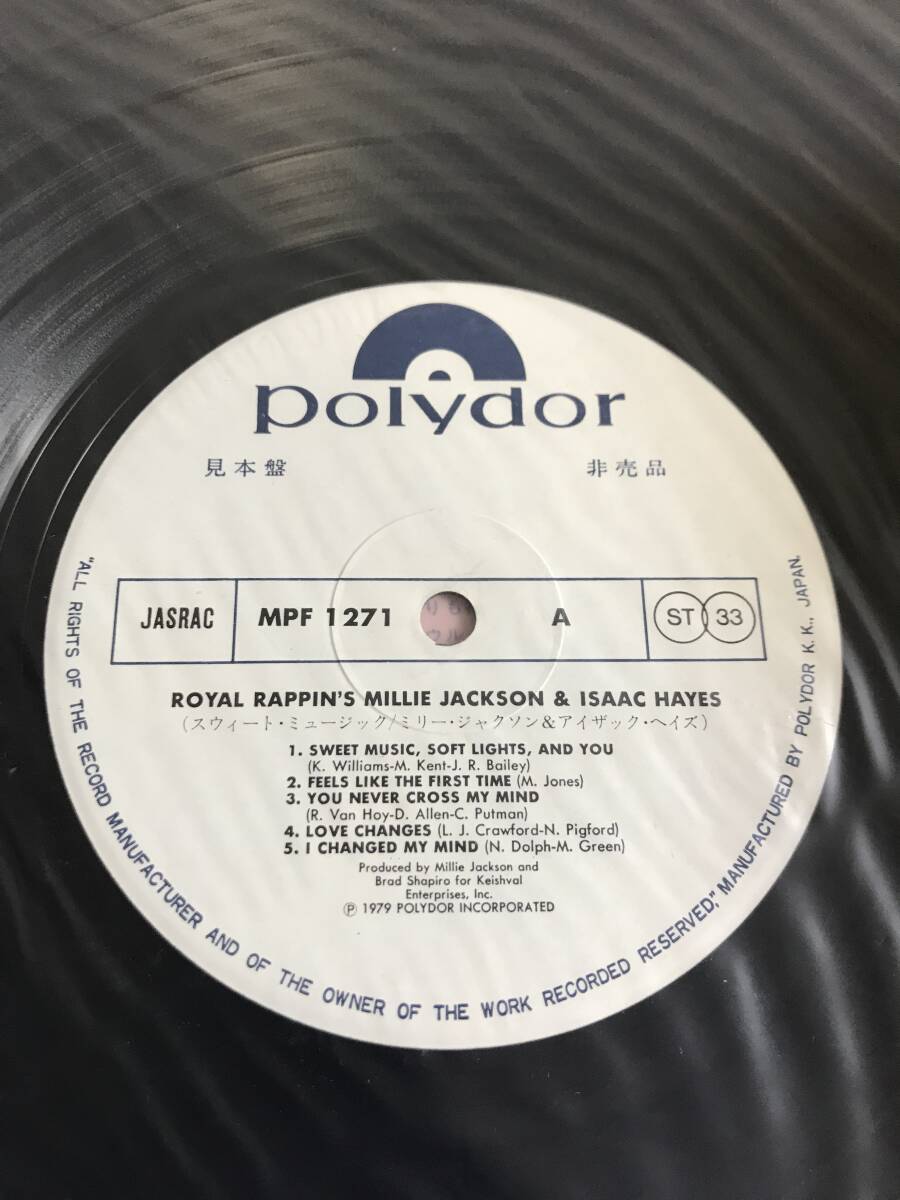 polydor
見本盤 非売品
JASRAC MPF 1271 A ST 33
ROYAL RAPPIN'S MILLIE JACKSON & ISAAC HAYES
(スウィート・ミュージック/ミリー・ジャクソン&アイザック・ヘイズ)
1. SWEET MUSIC, SOFT LIGHTS, AND YOU
(K. Williams-M. Kent-J. R. Bailey)
2. FEELS LIKE THE FIRST TIME (M. Jones)
3. YOU NEVER CROSS MY MIND
(R. Van Hoy-D. Allen-C. Putman)
4. LOVE CHANGES (L. J. Crawford-N. Pigford)
5. I CHANGED MY MIND (N. Dolph-M. Green)
Produced by Millie Jackson and
Brad Shapiro for Keishval
Enterprises, Inc.
Ⓟ 1979 POLYDOR INCORPORATED
"ALL RIGHTS OF THE RECORD MANUFACTURER AND OF THE OWNER OF THE WORK RECORDED RESERVED," MANUFACTURED BY POLYDOR K.K., JAPAN.